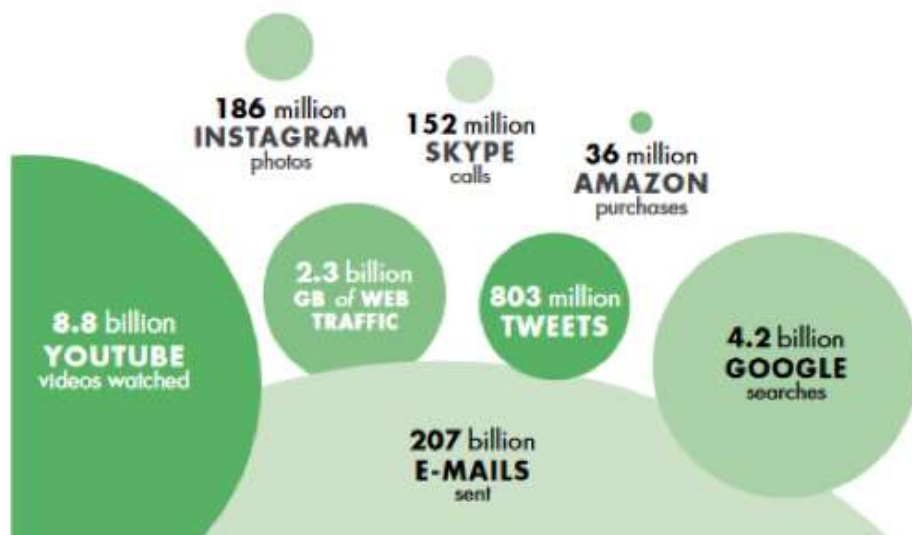 186 million
INSTAGRAM
photos
152 million
SKYPE
calls
36 million
AMAZON
purchases
8.8 billion
YOUTUBE
videos watched
2.3 billion
GB of WEB
TRAFFIC
803 million
TWEETS
4.2 billion
GOOGLE
searches
207 billion
E-MAILS
sent